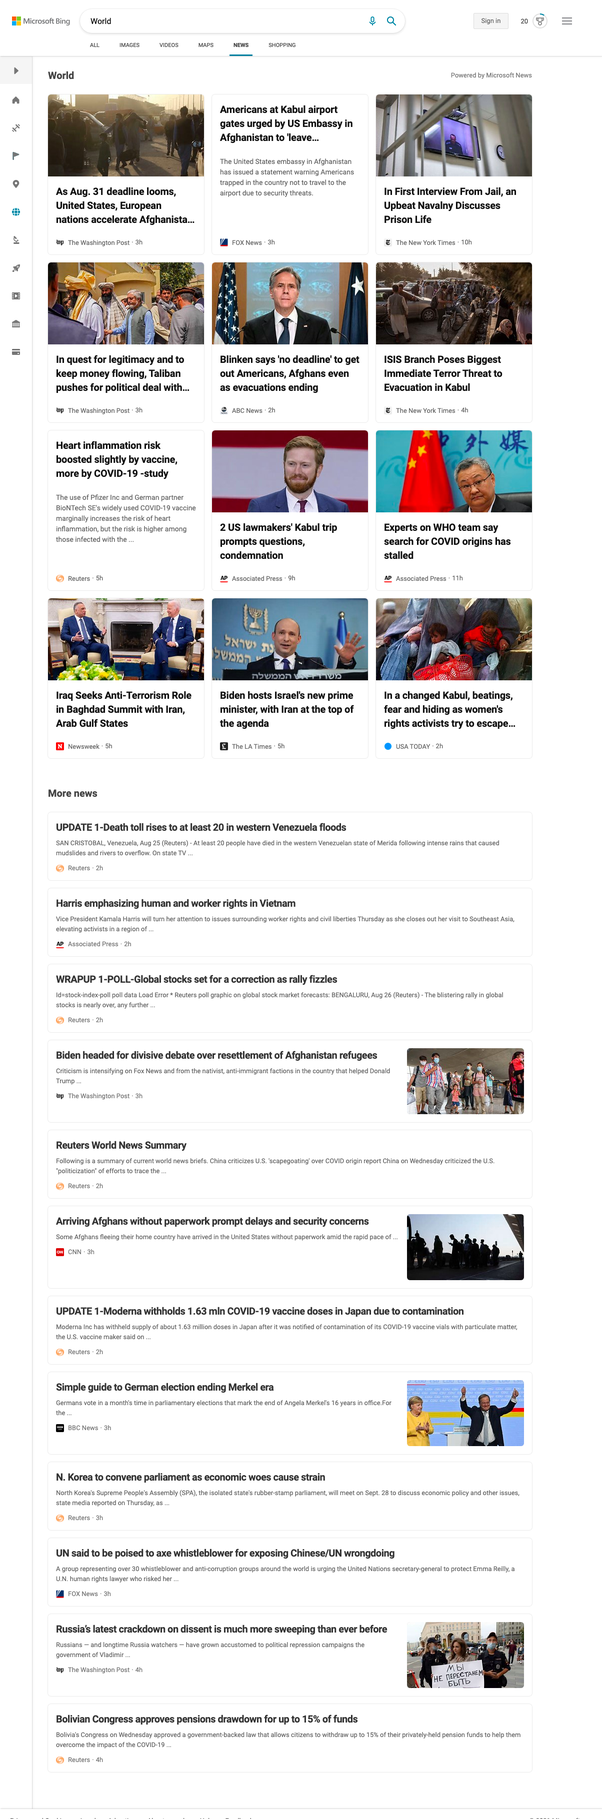 Microsoft Bing
World
Sign in
20
ALL IMAGES VIDEOS MAPS NEWS SHOPPING
World
Powered by Microsoft News
As Aug. 31 deadline looms,
United States, European
nations accelerate Afghanista...
The Washington Post · 3h
Americans at Kabul airport
gates urged by US Embassy in
Afghanistan to 'leave...
The United States embassy in Afghanistan
has issued a statement warning Americans
trapped in the country not to travel to the
airport due to security threats.
FOX News · 3h
In First Interview From Jail, an
Upbeat Navalny Discusses
Prison Life
The New York Times · 10h
In quest for legitimacy and to
keep money flowing, Taliban
pushes for political deal with...
The Washington Post · 3h
Blinken says 'no deadline' to get
out Americans, Afghans even
as evacuations ending
ABC News · 2h
ISIS Branch Poses Biggest
Immediate Terror Threat to
Evacuation in Kabul
The New York Times · 4h
Heart inflammation risk
boosted slightly by vaccine,
more by COVID-19 -study
The use of Pfizer Inc and German partner
BioNTech SE's widely used COVID-19 vaccine
marginally increases the risk of heart
inflammation, but the risk is higher among
those infected with the ...
Reuters · 5h
2 US lawmakers' Kabul trip
prompts questions,
condemnation
AP Associated Press · 9h
外 媒
Experts on WHO team say
search for COVID origins has
stalled
AP Associated Press · 11h
Iraq Seeks Anti-Terrorism Role
in Baghdad Summit with Iran,
Arab Gulf States
N Newsweek · 5h
ישראל
הממשלה
Biden hosts Israel's new prime
minister, with Iran at the top of
the agenda
The LA Times · 5h
In a changed Kabul, beatings,
fear and hiding as women's
rights activists try to escape...
USA TODAY · 2h
More news
UPDATE 1-Death toll rises to at least 20 in western Venezuela floods
SAN CRISTOBAL, Venezuela, Aug 25 (Reuters) - At least 20 people have died in the western Venezuelan state of Merida following intense rains that caused
mudslides and rivers to overflow. On state TV ...
Reuters · 2h
Harris emphasizing human and worker rights in Vietnam
Vice President Kamala Harris will turn her attention to issues surrounding worker rights and civil liberties Thursday as she closes out her visit to Southeast Asia,
elevating activists in a region of ...
AP Associated Press · 2h
WRAPUP 1-POLL-Global stocks set for a correction as rally fizzles
Id=stock-index-poll poll data Load Error * Reuters poll graphic on global stock market forecasts: BENGALURU, Aug 26 (Reuters) - The blistering rally in global
stocks is nearly over, any further ...
Reuters · 2h
Biden headed for divisive debate over resettlement of Afghanistan refugees
Criticism is intensifying on Fox News and from the nativist, anti-immigrant factions in the country that helped Donald
Trump ...
The Washington Post · 3h
Reuters World News Summary
Following is a summary of current world news briefs. China criticizes U.S. 'scapegoating' over COVID origin report China on Wednesday criticized the U.S.
"politicization" of efforts to trace the ...
Reuters · 2h
Arriving Afghans without paperwork prompt delays and security concerns
Some Afghans fleeing their home country have arrived in the United States without paperwork amid the rapid pace of ...
CNN CNN · 3h
UPDATE 1-Moderna withholds 1.63 mln COVID-19 vaccine doses in Japan due to contamination
Moderna Inc has withheld supply of about 1.63 million doses in Japan after it was notified of contamination of its COVID-19 vaccine vials with particulate matter,
the U.S. vaccine maker said on ...
Reuters · 2h
Simple guide to German election ending Merkel era
Germans vote in a month's time in parliamentary elections that mark the end of Angela Merkel's 16 years in office.For
the ...
BBC News · 3h
N. Korea to convene parliament as economic woes cause strain
North Korea's Supreme People's Assembly (SPA), the isolated state's rubber-stamp parliament, will meet on Sept. 28 to discuss economic policy and other issues,
state media reported on Thursday, as ...
Reuters · 3h
UN said to be poised to axe whistleblower for exposing Chinese/UN wrongdoing
A group representing over 30 whistleblower and anti-corruption groups around the world is urging the United Nations secretary-general to protect Emma Reilly, a
U.N. human rights lawyer who risked her ...
FOX News · 3h
Russia's latest crackdown on dissent is much more sweeping than ever before
Russians — and longtime Russia watchers — have grown accustomed to political repression campaigns the
government of Vladimir ...
The Washington Post · 4h
МЫ
НЕ ПЕРЕСТАНЕМ
БЫТЬ
Bolivian Congress approves pensions drawdown for up to 15% of funds
Bolivia's Congress on Wednesday approved a government-backed law that allows citizens to withdraw up to 15% of their privately-held pension funds to help them
overcome the impact of the COVID-19 ...
Reuters · 4h